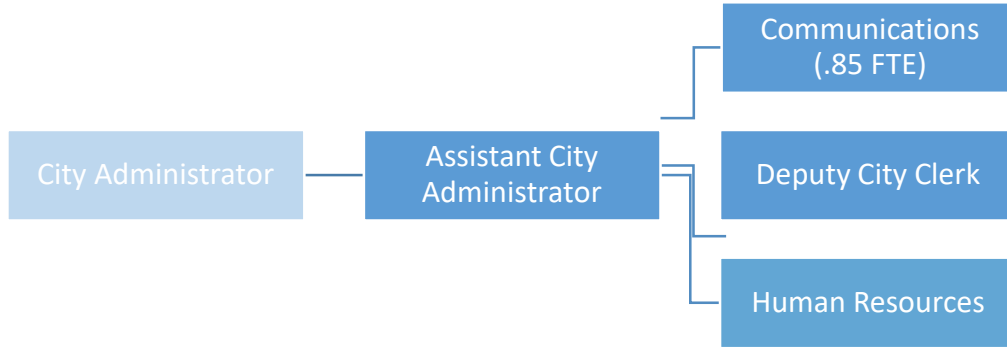 Communications
(.85 FTE)
City Administrator
Assistant City
Administrator
Deputy City Clerk
Human Resources